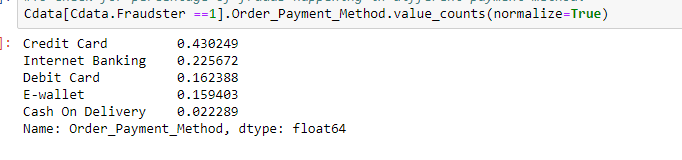 Cdata[Cdata.Fraudster ==1].Order_Payment_Method.value_counts(normalize=True)
]: Credit Card 0.430249
Internet Banking 0.225672
Debit Card 0.162388
E-wallet 0.159403
Cash On Delivery 0.022289
Name: Order_Payment_Method, dtype: float64